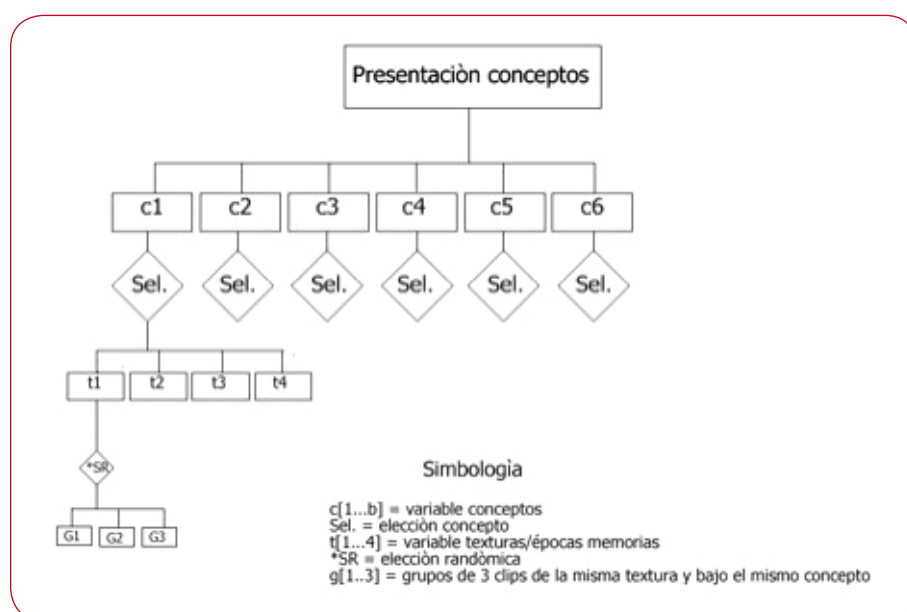 Presentaciòn conceptos
c1 c2 c3 c4 c5 c6
Sel. Sel. Sel. Sel. Sel. Sel.
t1 t2 t3 t4
*SR
G1 G2 G3
Simbologìa
c[1...b] = variable conceptos
Sel. = elecciòn concepto
t[1...4] = variable texturas/épocas memorias
*SR = elecciòn randòmica
g[1..3] = grupos de 3 clips de la misma textura y bajo el mismo concepto